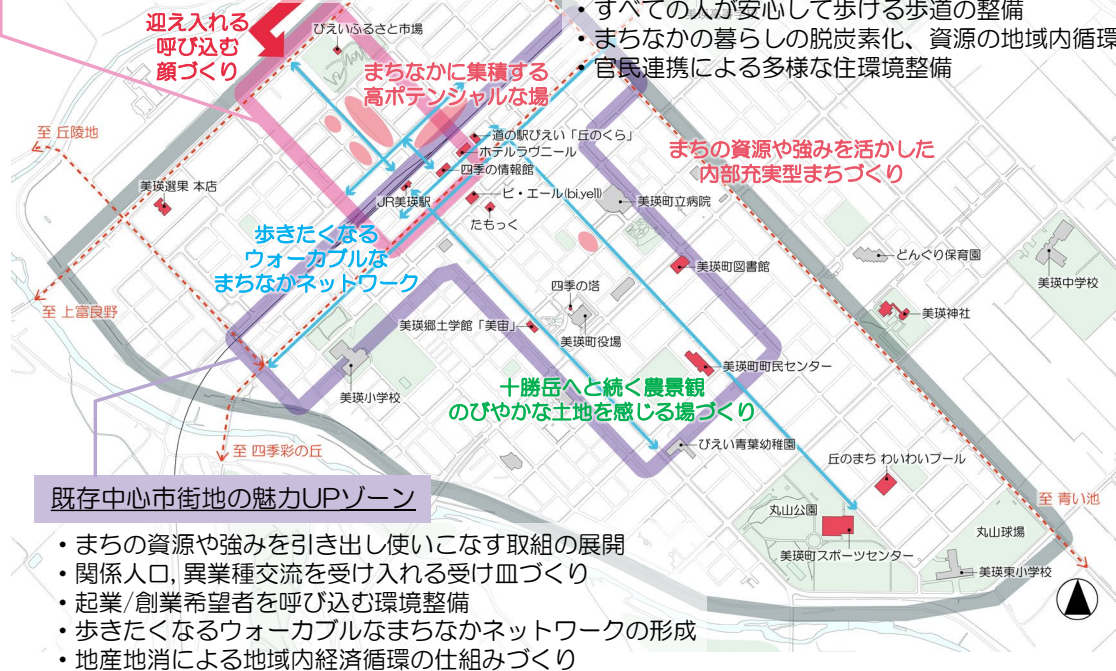 迎え入れる
呼び込む
顔づくり
びえいふるさと市場
・すべての人が安心して歩ける歩道の整備
・まちなかの暮らしの脱炭素化、資源の地域内循環
・官民連携による多様な住環境整備
まちなかに集積する
高ポテンシャルな場
至 丘陵地
道の駅びえい「丘のくら」
ホテルラヴニール
四季の情報館
JR美瑛駅
ビ・エール(bi.yell)
たもっく
美瑛選果 本店
美瑛町立病院
まちの資源や強みを活かした
内部充実型まちづくり
歩きたくなる
ウォーカブルな
まちなかネットワーク
美瑛町図書館
どんぐり保育園
美瑛中学校
至 上富良野
四季の塔
美瑛神社
美瑛郷土学館「美宙」
美瑛町役場
美瑛町町民センター
美瑛小学校
十勝岳へと続く農景観
のびやかな土地を感じる場づくり
至 四季彩の丘
びえい青葉幼稚園
丘のまち わいわいプール
至 青い池
丸山公園
丸山球場
美瑛町スポーツセンター
美瑛東小学校
既存中心市街地の魅力UPゾーン
・まちの資源や強みを引き出し使いこなす取組の展開
・関係人口,異業種交流を受け入れる受け皿づくり
・起業/創業希望者を呼び込む環境整備
・歩きたくなるウォーカブルなまちなかネットワークの形成
・地産地消による地域内経済循環の仕組みづくり